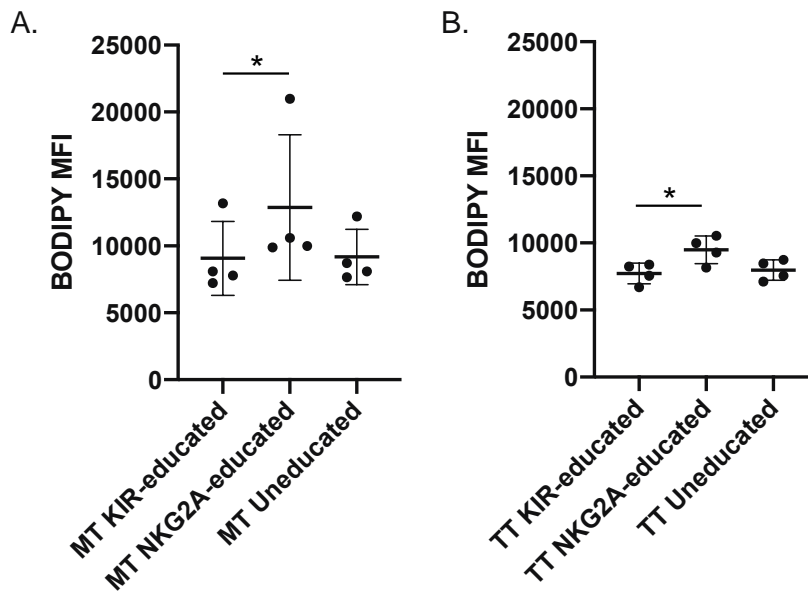 A.
25000
20000
15000
10000
5000
0
BODIPY MFI
*
MT KIR-educated
MT NKG2A-educated
MT Uneducated
B.
25000
20000
15000
10000
5000
0
BODIPY MFI
*
TT KIR-educated
TT NKG2A-educated
TT Uneducated